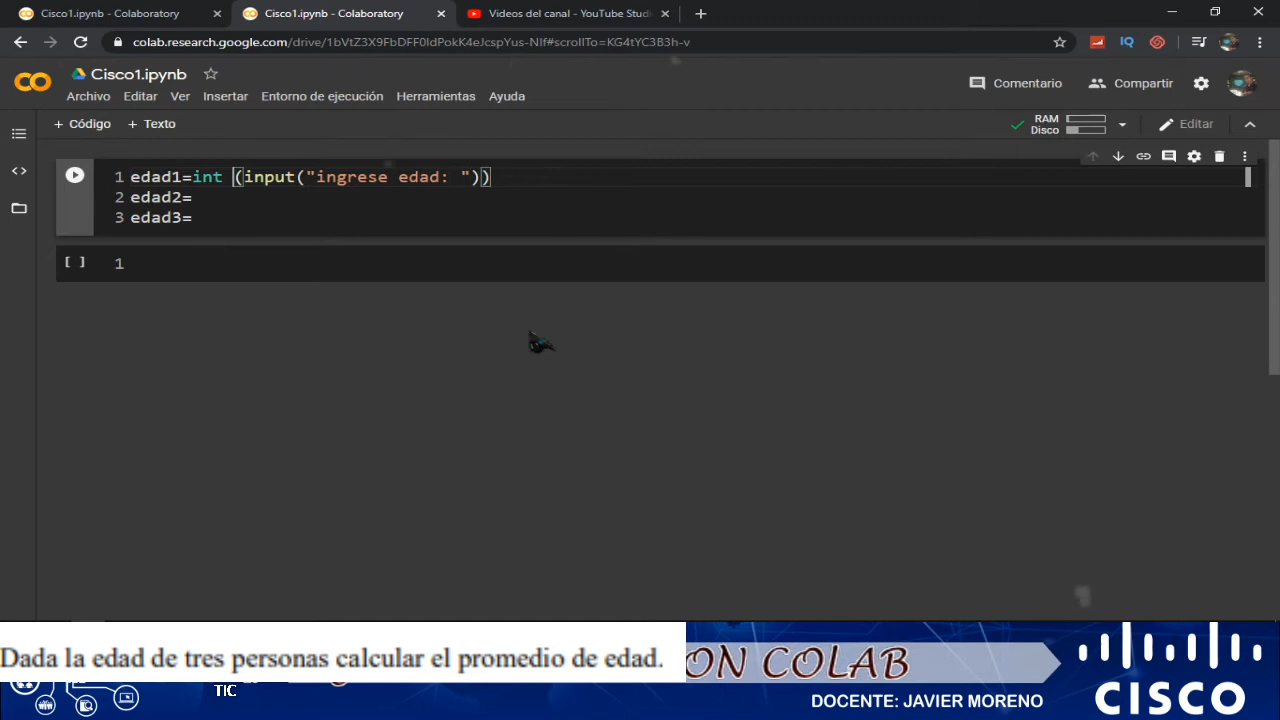 Cisco1.ipynb - Colaboratory
Cisco1.ipynb - Colaboratory
Videos del canal - YouTube Studi
colab.research.google.com/drive/1bVtZ3X9FbDFF0IdPokK4eJcspYus-NIf#scrollTo=KG4tYC3B3h-v
Cisco1.ipynb
Comentario
Compartir
Archivo Editar Ver Insertar Entorno de ejecución Herramientas Ayuda
+ Código + Texto
RAM
Disco
Editar
1 edad1=int (input("ingrese edad: "))
2 edad2=
3 edad3=
[ ] 1
Dada la edad de tres personas calcular el promedio de edad.
ON COLAB
TIC
DOCENTE: JAVIER MORENO
CISCO